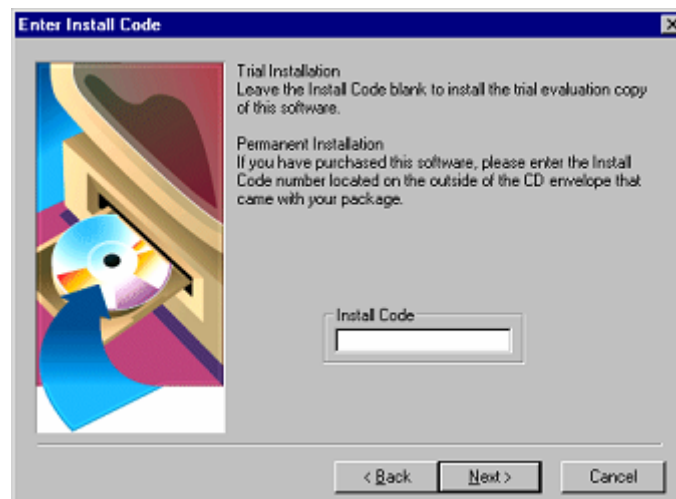 Enter Install Code
Trial Installation
Leave the Install Code blank to install the trial evaluation copy
of this software.
Permanent Installation
If you have purchased this software, please enter the Install
Code number located on the outside of the CD envelope that
came with your package.
Install Code
< Back
Next >
Cancel